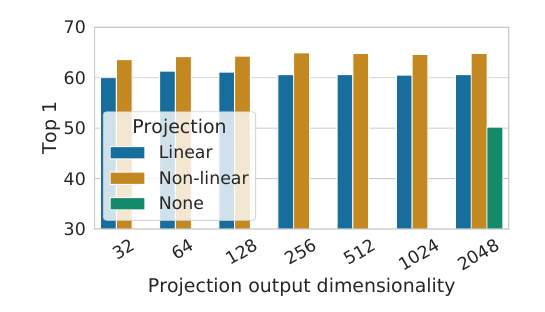 70
60
50
40
30
Top 1
Projection
Linear
Non-linear
None
32 64 128 256 512 1024 2048
Projection output dimensionality